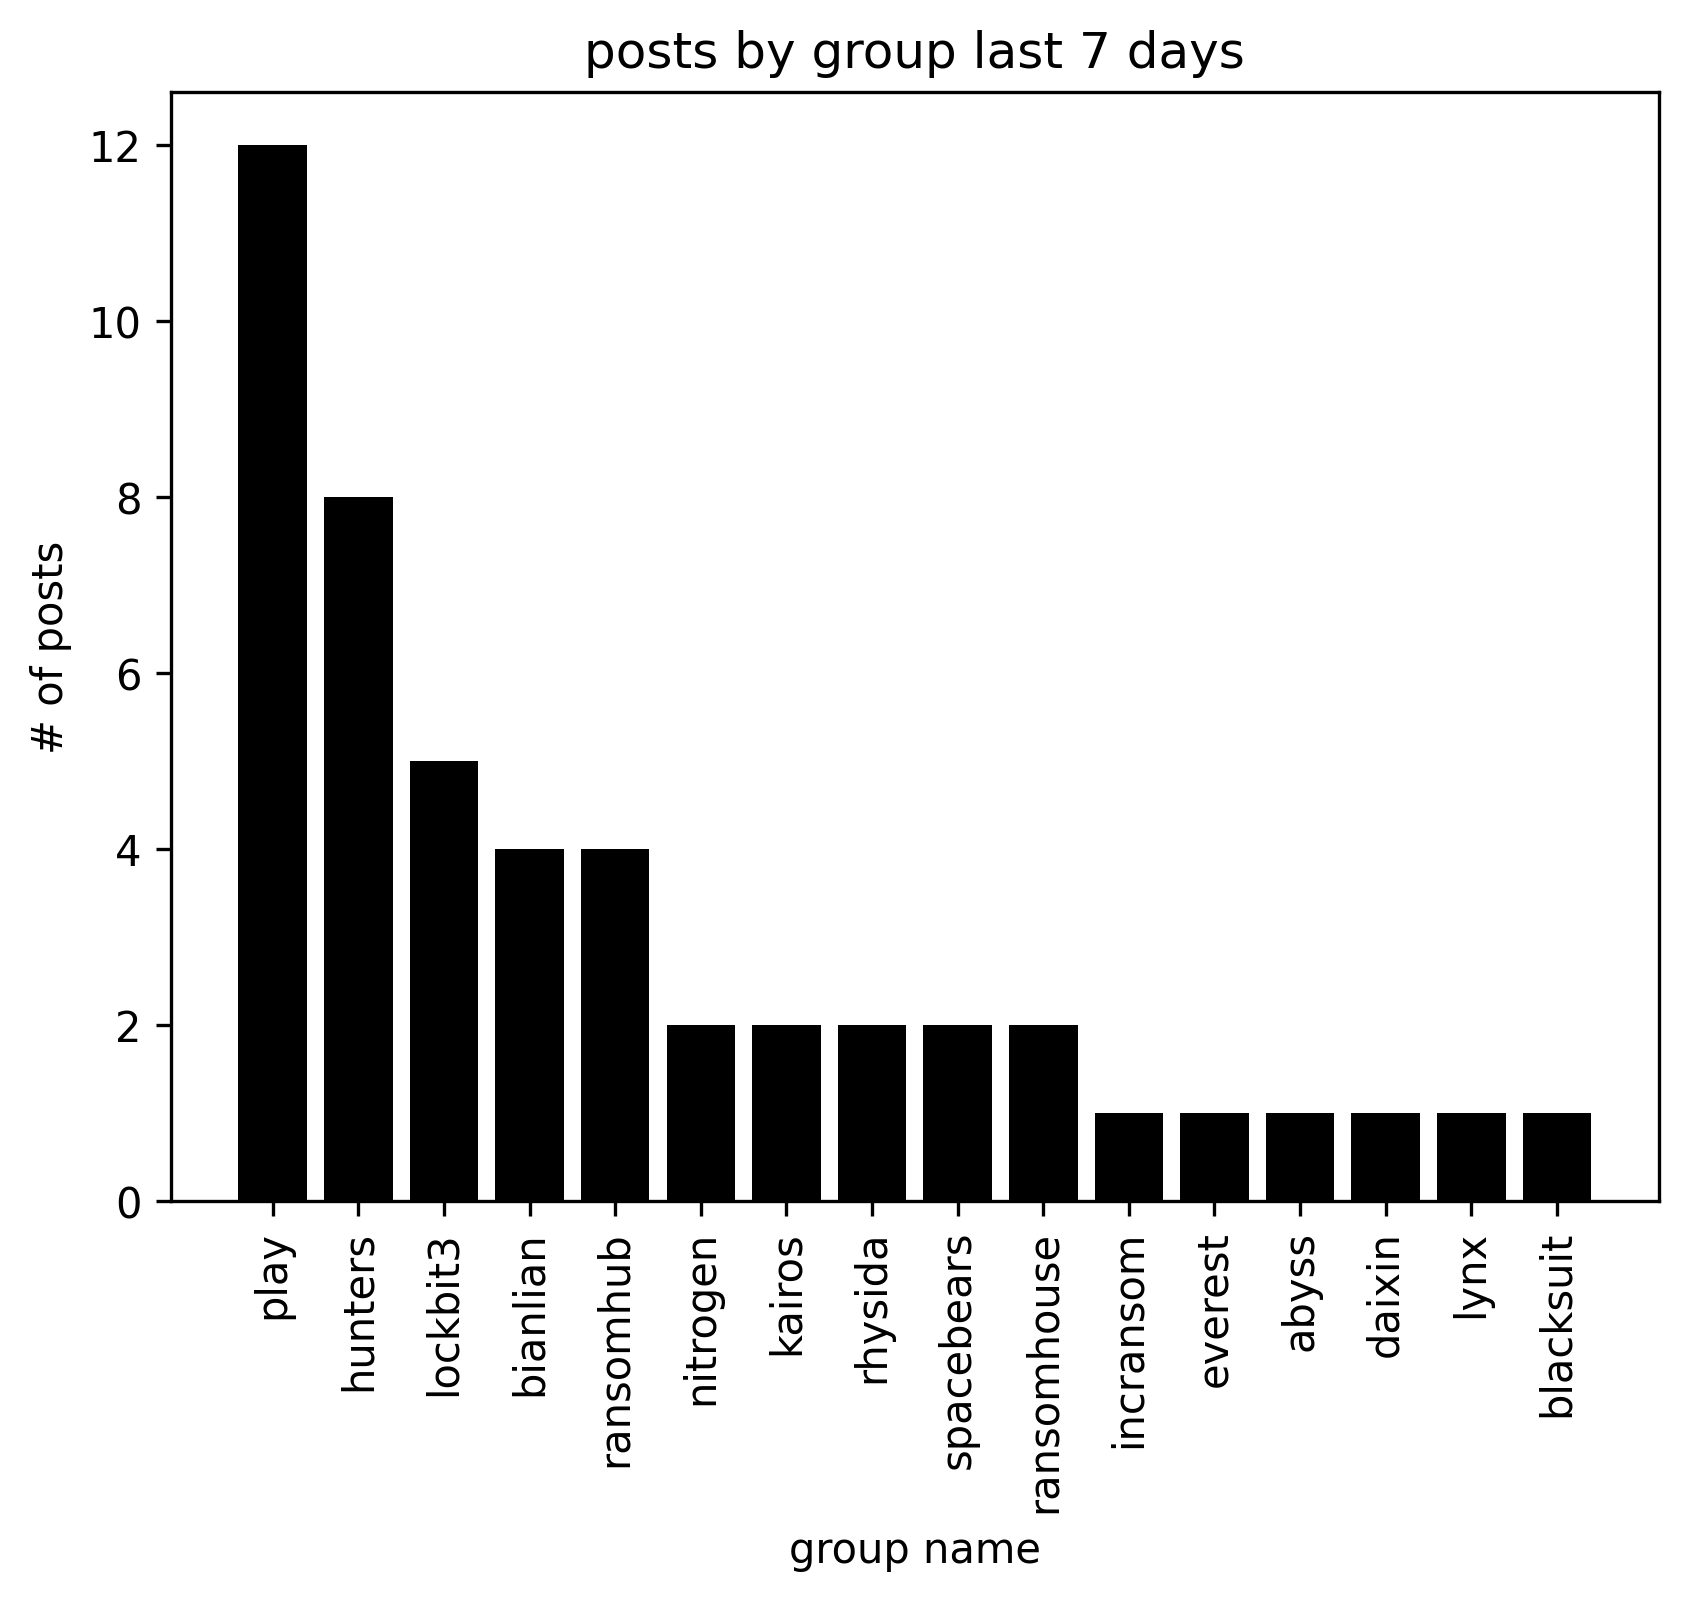 posts by group last 7 days
12
10
8
6
4
2
0
# of posts
play
hunters
lockbit3
bianlian
ransomhub
nitrogen
kairos
rhysida
spacebears
ransomhouse
incransom
everest
abyss
daixin
lynx
blacksuit
group name